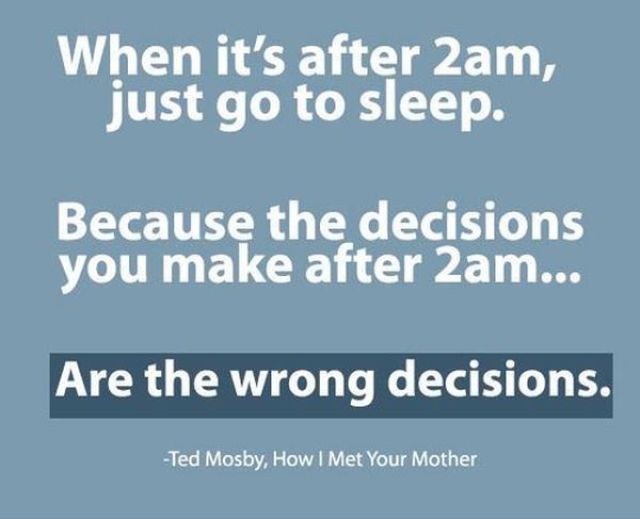 When it's after 2am,
just go to sleep.
Because the decisions
you make after 2am...
Are the wrong decisions.
-Ted Mosby, How I Met Your Mother